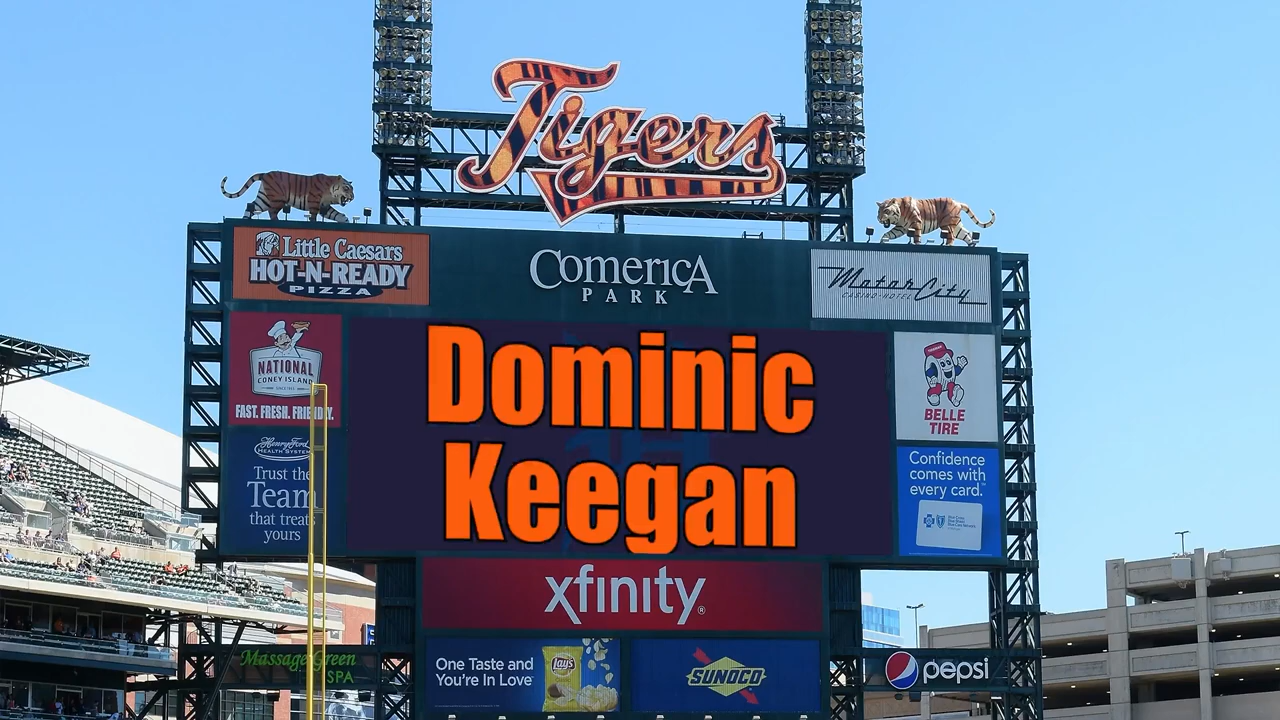 Tigers
Little Caesars
HOT-N-READY
PIZZA
COMERICA
PARK
MotorCity
CASINO·HOTEL
Dominic
Keegan
NATIONAL
CONEY ISLAND
FAST. FRESH. FRIENDLY.
BELLE
TIRE
HenryFord
HEALTH SYSTEM
Trust the
Team
that treats
yours
Confidence
comes with
every card.
xfinity
Massage Green
SPA
One Taste and
You're In Love
Lay's
SUNOCO
pepsi